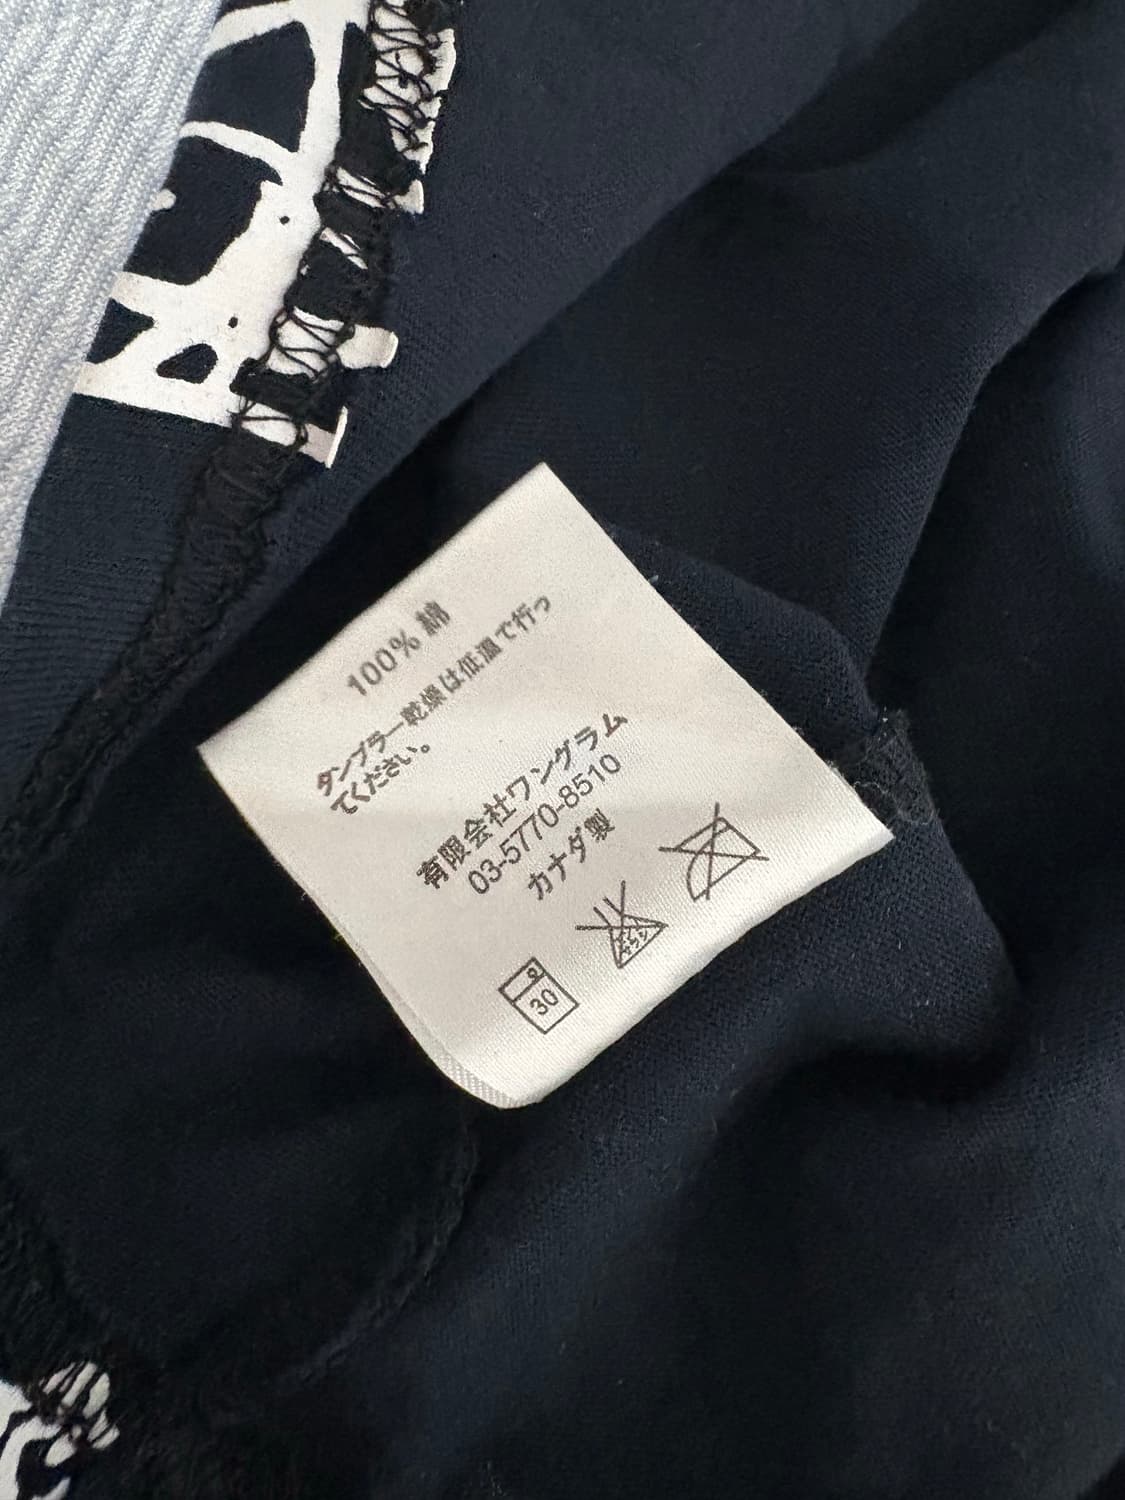 100% 綿
タンブラー乾燥は低温で行っ
てください。
有限会社ワングラム
03-5770-8510
カナダ製
30